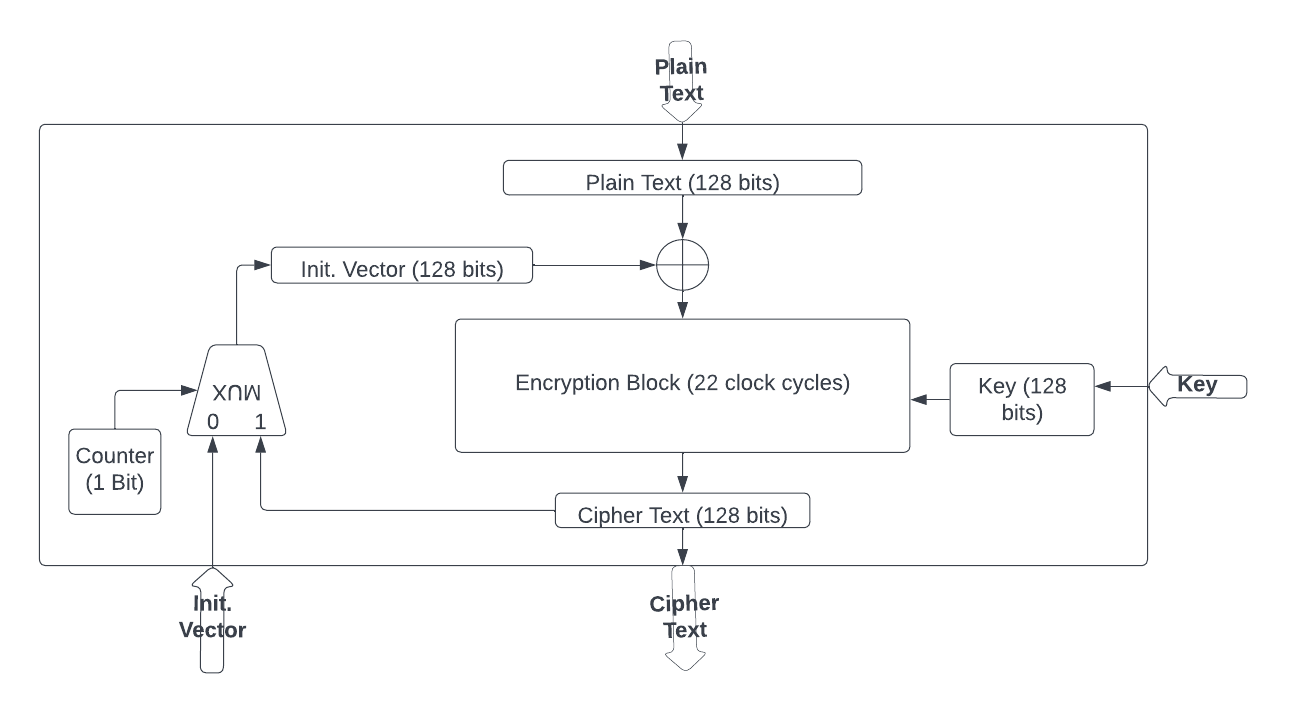 Plain
Text
Plain Text (128 bits)
Init. Vector (128 bits)
Encryption Block (22 clock cycles)
Key (128
bits)
Key
MUX
0 1
Counter
(1 Bit)
Cipher Text (128 bits)
Init.
Vector
Cipher
Text